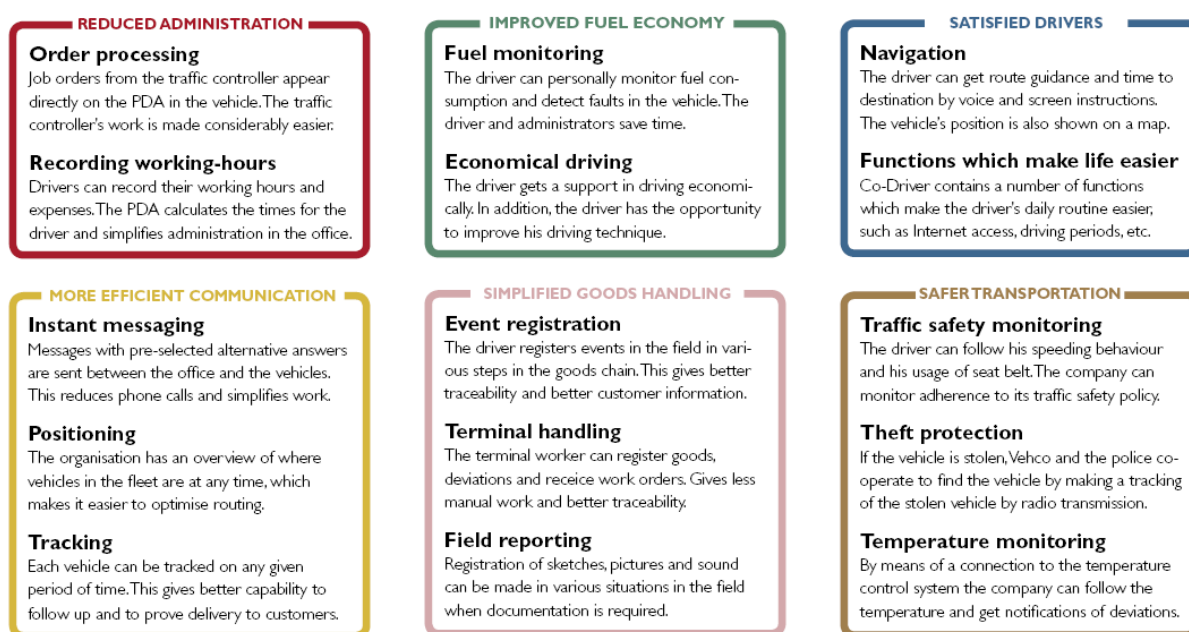 REDUCED ADMINISTRATION
Order processing
Job orders from the traffic controller appear
directly on the PDA in the vehicle. The traffic
controller's work is made considerably easier.
Recording working-hours
Drivers can record their working hours and
expenses. The PDA calculates the times for the
driver and simplifies administration in the office.
IMPROVED FUEL ECONOMY
Fuel monitoring
The driver can personally monitor fuel con-
sumption and detect faults in the vehicle. The
driver and administrators save time.
Economical driving
The driver gets a support in driving economi-
cally. In addition, the driver has the opportunity
to improve his driving technique.
SATISFIED DRIVERS
Navigation
The driver can get route guidance and time to
destination by voice and screen instructions.
The vehicle's position is also shown on a map.
Functions which make life easier
Co-Driver contains a number of functions
which make the driver's daily routine easier,
such as Internet access, driving periods, etc.
MORE EFFICIENT COMMUNICATION
Instant messaging
Messages with pre-selected alternative answers
are sent between the office and the vehicles.
This reduces phone calls and simplifies work.
Positioning
The organisation has an overview of where
vehicles in the fleet are at any time, which
makes it easier to optimise routing.
Tracking
Each vehicle can be tracked on any given
period of time. This gives better capability to
follow up and to prove delivery to customers.
SIMPLIFIED GOODS HANDLING
Event registration
The driver registers events in the field in vari-
ous steps in the goods chain. This gives better
traceability and better customer information.
Terminal handling
The terminal worker can register goods,
deviations and receice work orders. Gives less
manual work and better traceability.
Field reporting
Registration of sketches, pictures and sound
can be made in various situations in the field
when documentation is required.
SAFER TRANSPORTATION
Traffic safety monitoring
The driver can follow his speeding behaviour
and his usage of seat belt. The company can
monitor adherence to its traffic safety policy.
Theft protection
If the vehicle is stolen, Vehco and the police co-
operate to find the vehicle by making a tracking
of the stolen vehicle by radio transmission.
Temperature monitoring
By means of a connection to the temperature
control system the company can follow the
temperature and get notifications of deviations.